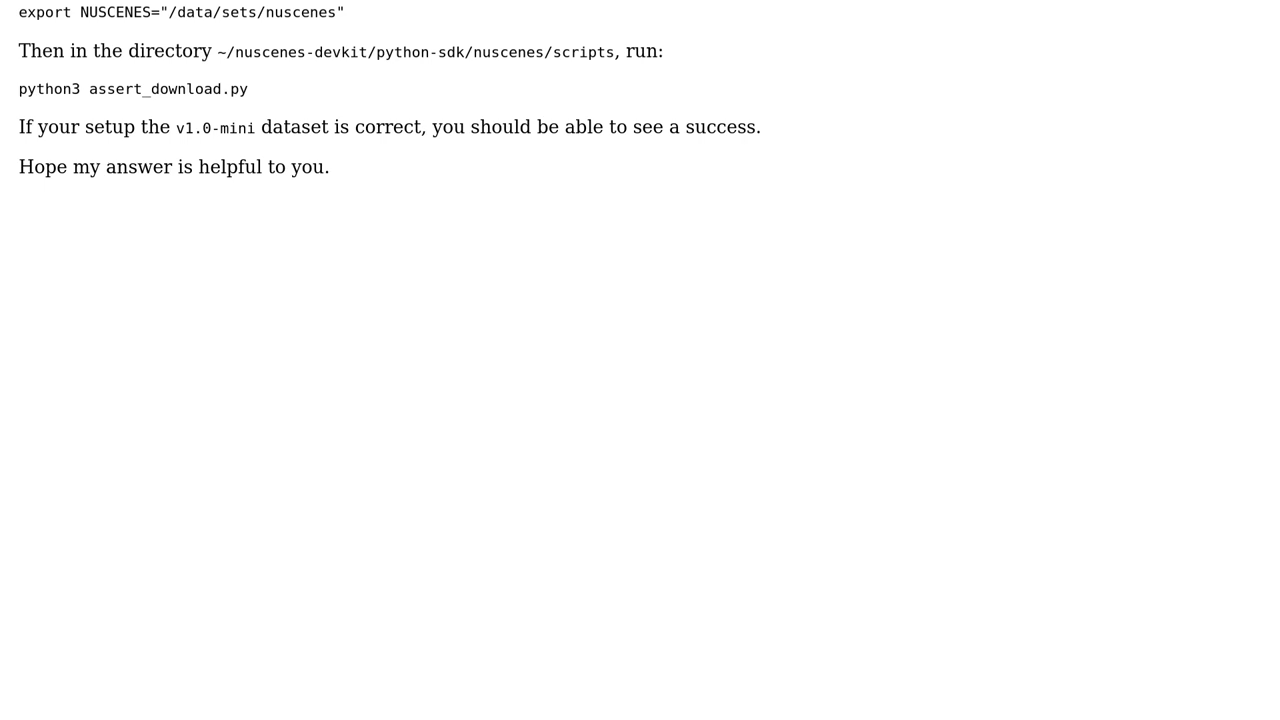 export NUSCENES="/data/sets/nuscenes"
Then in the directory ~/nuscenes-devkit/python-sdk/nuscenes/scripts, run:
python3 assert_download.py
If your setup the v1.0-mini dataset is correct, you should be able to see a success.
Hope my answer is helpful to you.